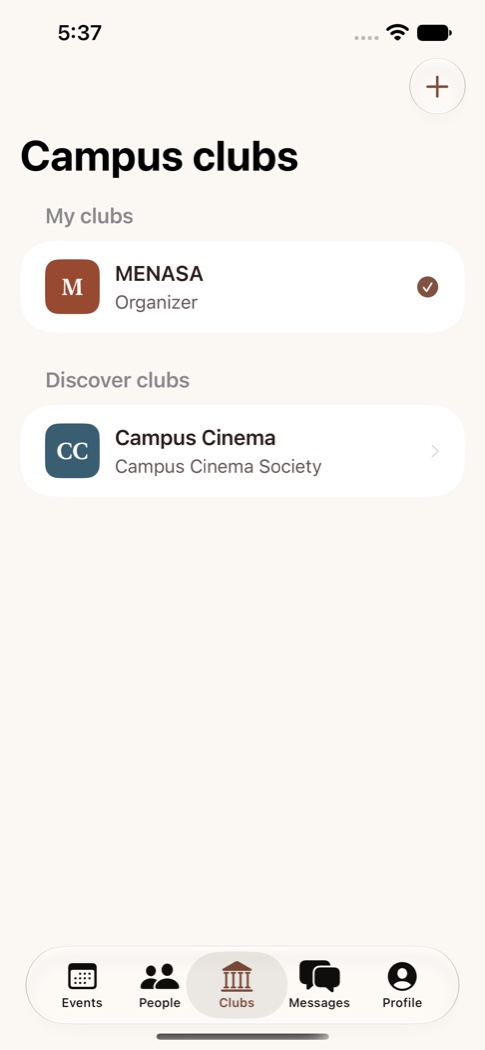 5:37
Campus clubs
My clubs
M
MENASA
Organizer
Discover clubs
CC
Campus Cinema
Campus Cinema Society
Events
People
Clubs
Messages
Profile